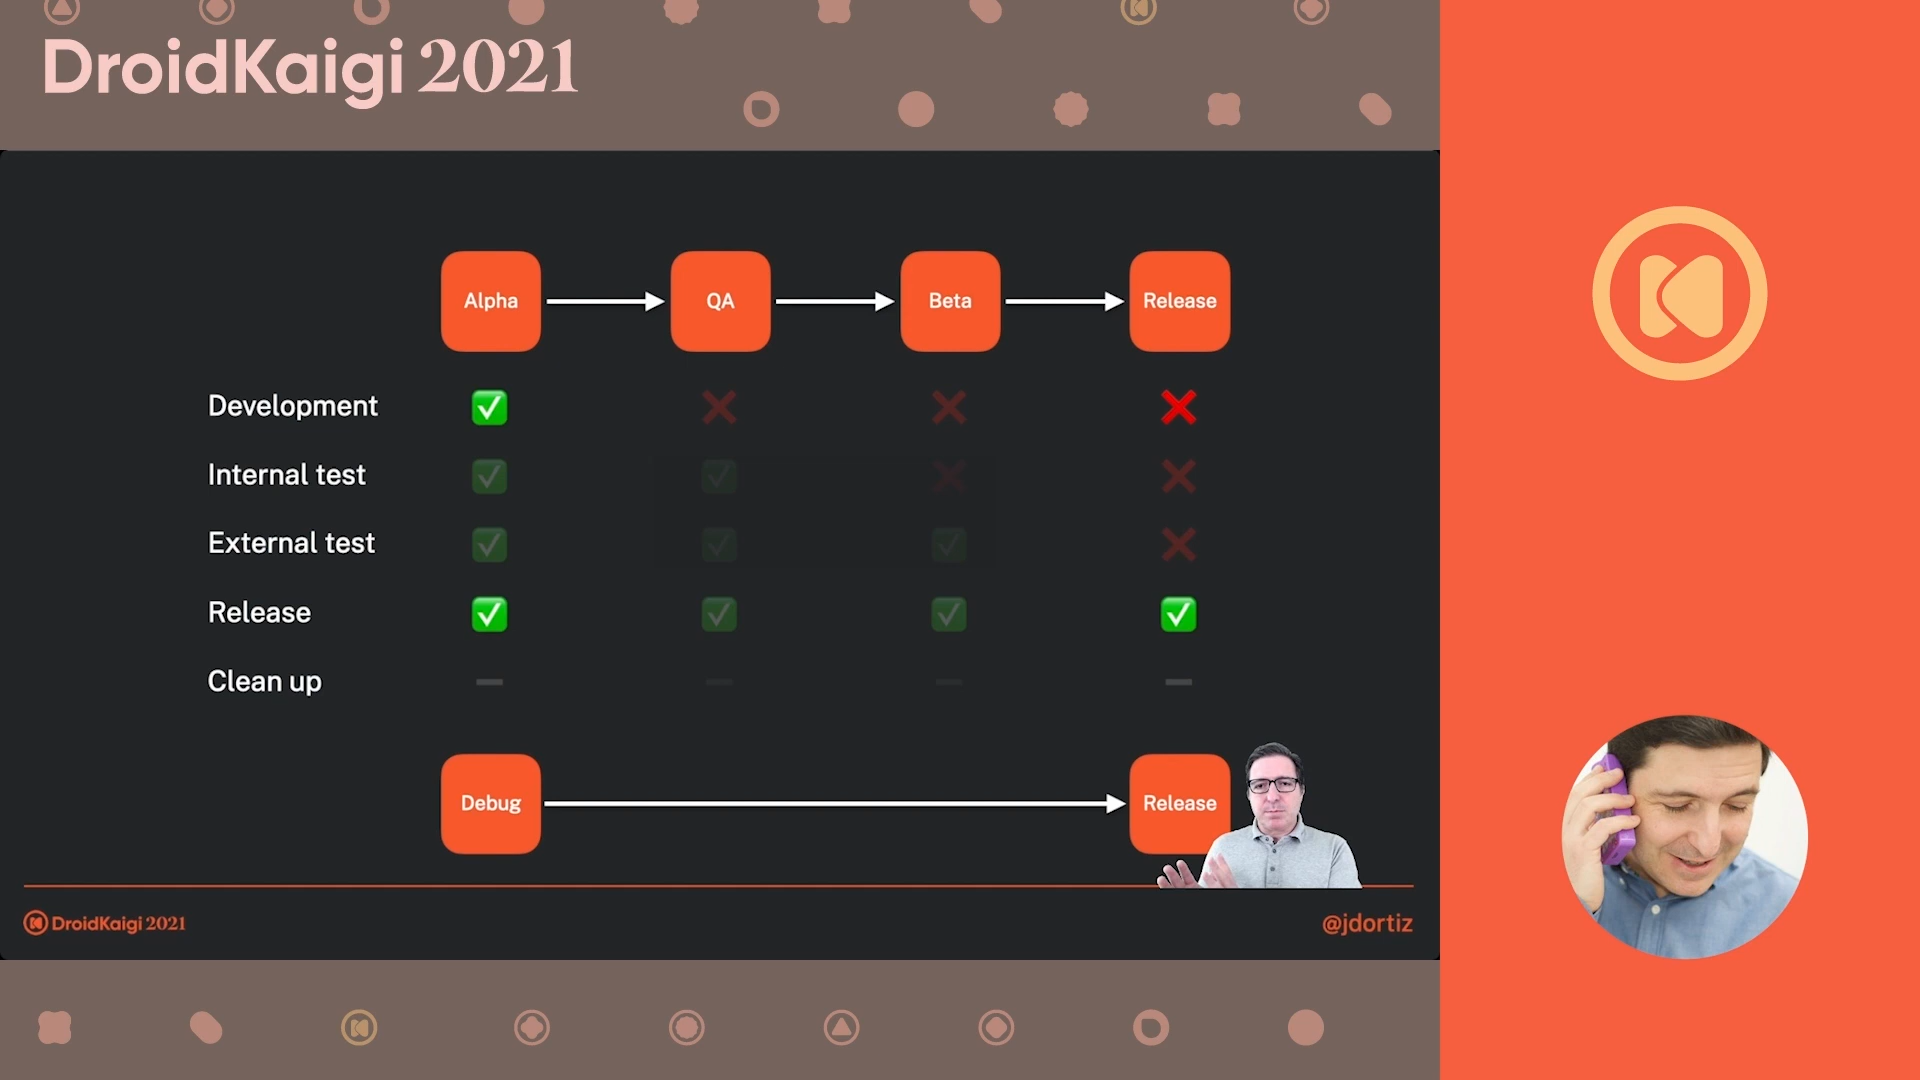 DroidKaigi 2021
Alpha
QA
Beta
Release
Development
Internal test
External test
Release
Clean up
Debug
Release
DroidKaigi 2021
@jdortiz